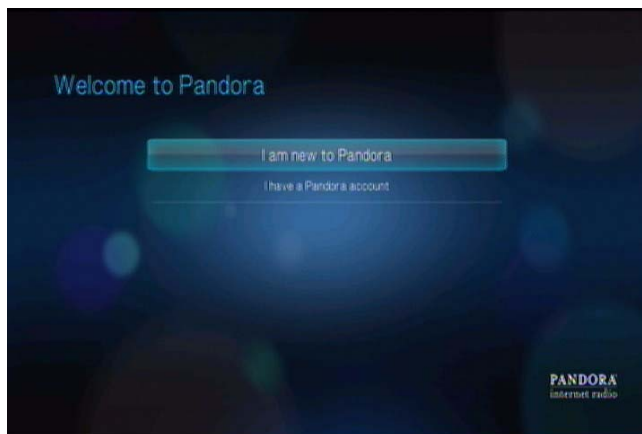 Welcome to Pandora
I am new to Pandora
I have a Pandora account
PANDORA
internet radio